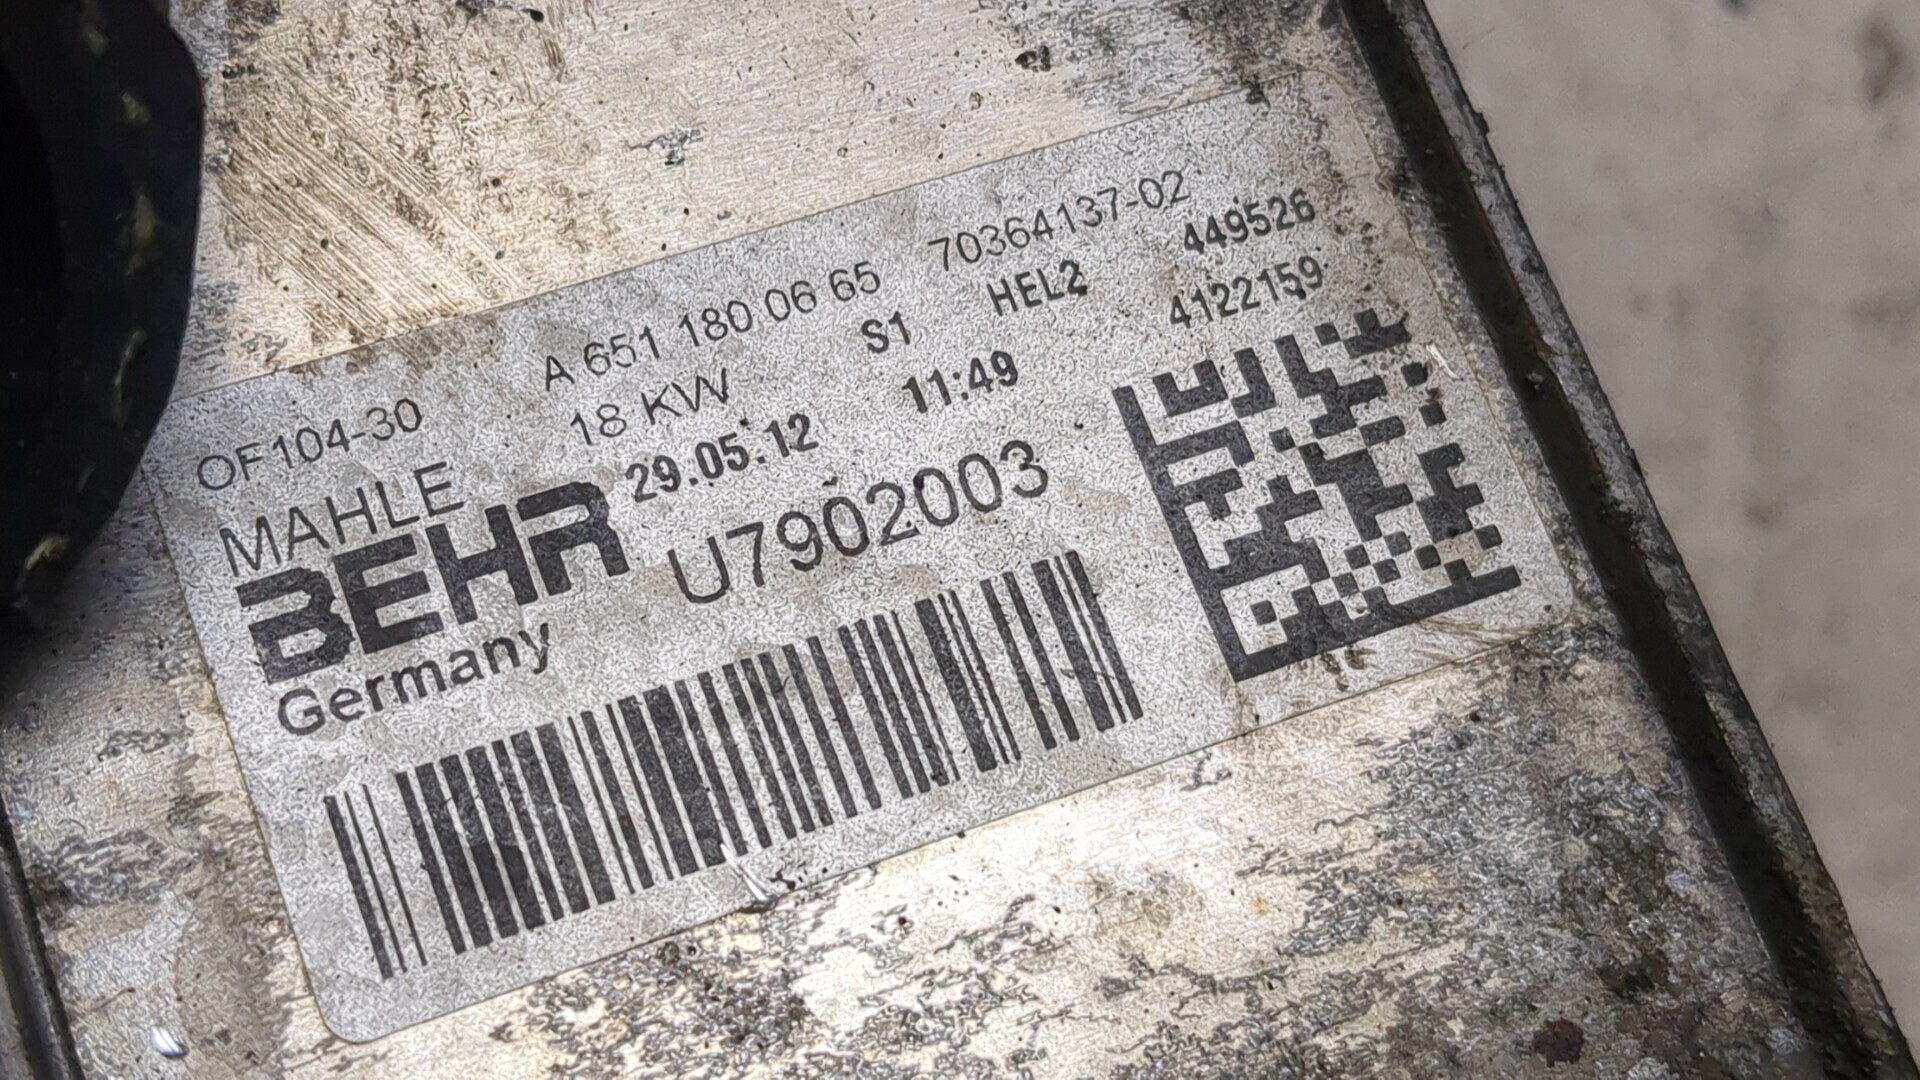 OF104-30 A 651 180 06 65 70364137-02
MAHLE 18 KW S1 HEL2 449526
BEHR 29.05.12 11:49 4122159
Germany U7902003